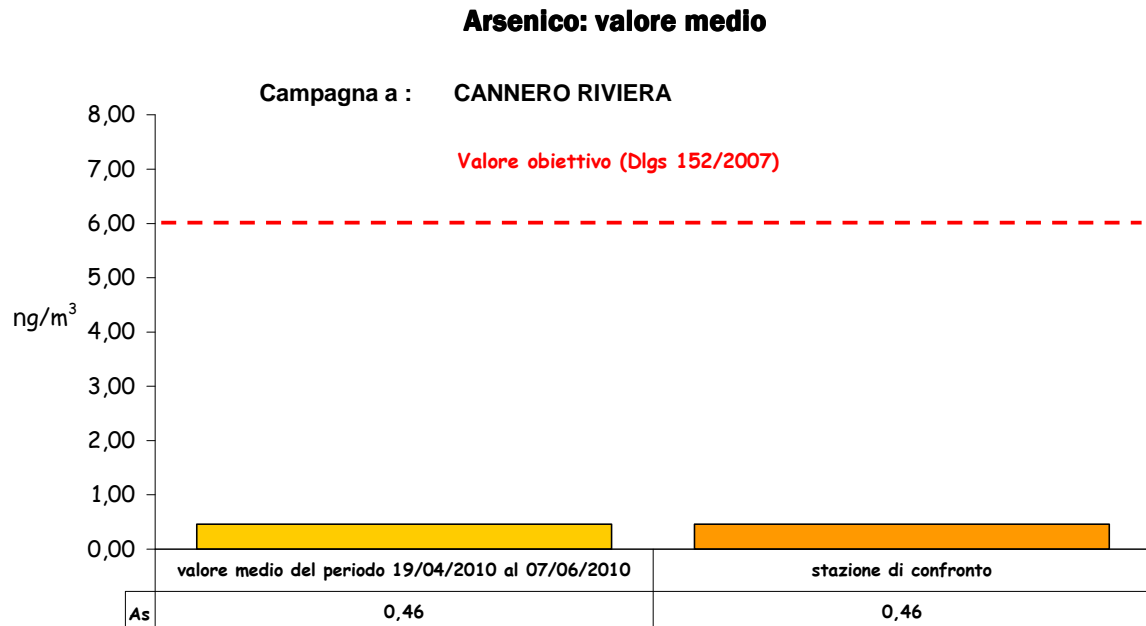 Arsenico: valore medio
Campagna a : CANNERO RIVIERA
8,00
Valore obiettivo (Dlgs 152/2007)
7,00
6,00
5,00
ng/m³
4,00
3,00
2,00
1,00
0,00
valore medio del periodo 19/04/2010 al 07/06/2010 stazione di confronto
As 0,46 0,46